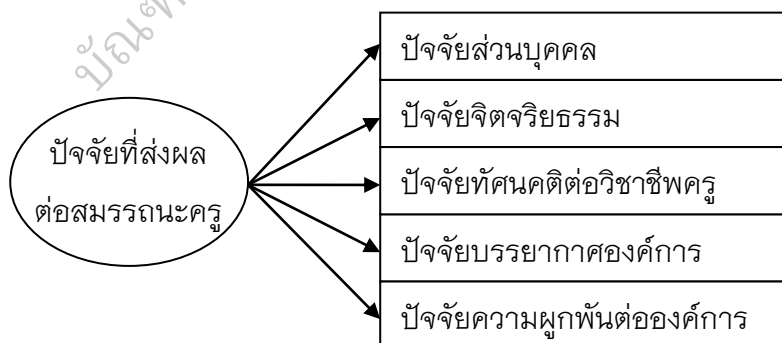 บัณฑ
ปัจจัยที่ส่งผล
ต่อสมรรถนะครู
ปัจจัยส่วนบุคคล
ปัจจัยจิตจริยธรรม
ปัจจัยทัศนคติต่อวิชาชีพครู
ปัจจัยบรรยากาศองค์การ
ปัจจัยความผูกพันต่อองค์การ